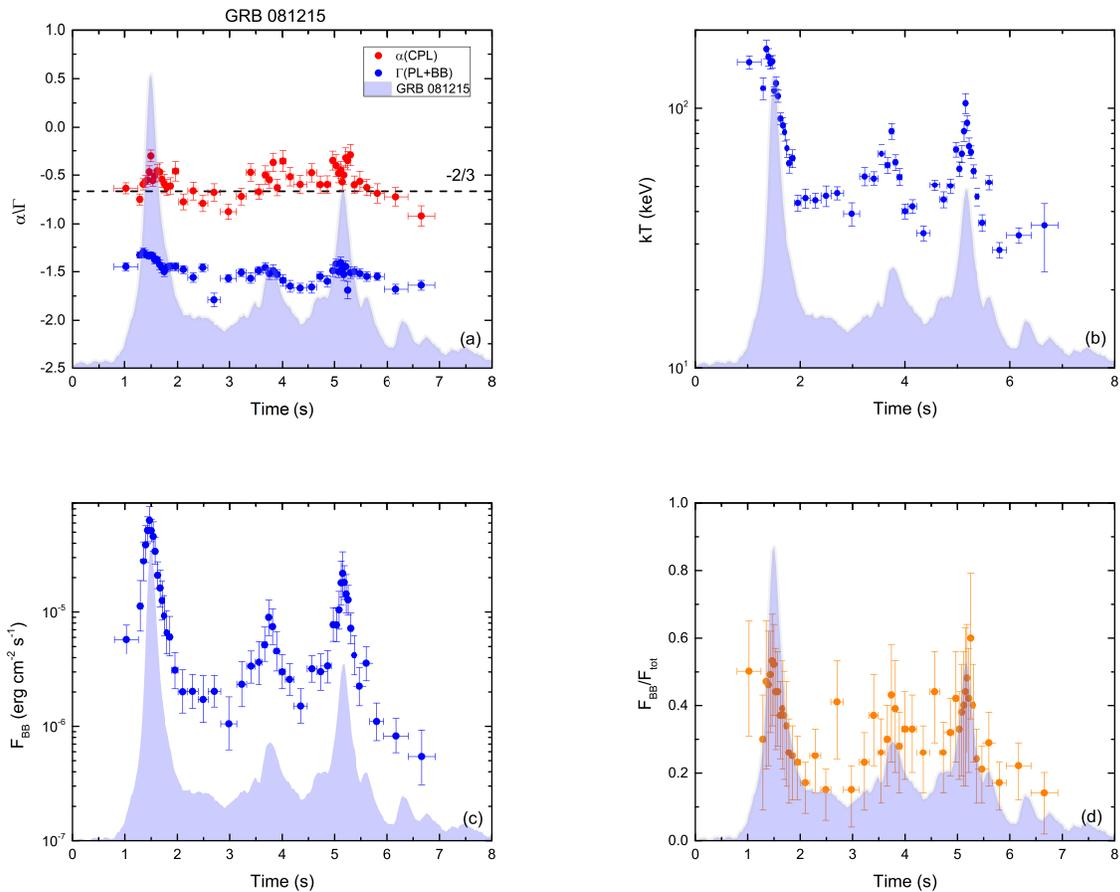 GRB 081215
1.0
0.5
0.0
-0.5
-1.0
-1.5
-2.0
-2.5
α\Γ
α(CPL)
Γ(PL+BB)
GRB 081215
-2/3
(a)
0 1 2 3 4 5 6 7 8
Time (s)
10²
10¹
kT (keV)
(b)
0 2 4 6 8
Time (s)
10⁻⁵
10⁻⁶
10⁻⁷
F_BB (erg cm⁻² s⁻¹)
(c)
0 1 2 3 4 5 6 7 8
Time (s)
1.0
0.8
0.6
0.4
0.2
0.0
F_BB/F_tot
(d)
0 1 2 3 4 5 6 7 8
Time (s)